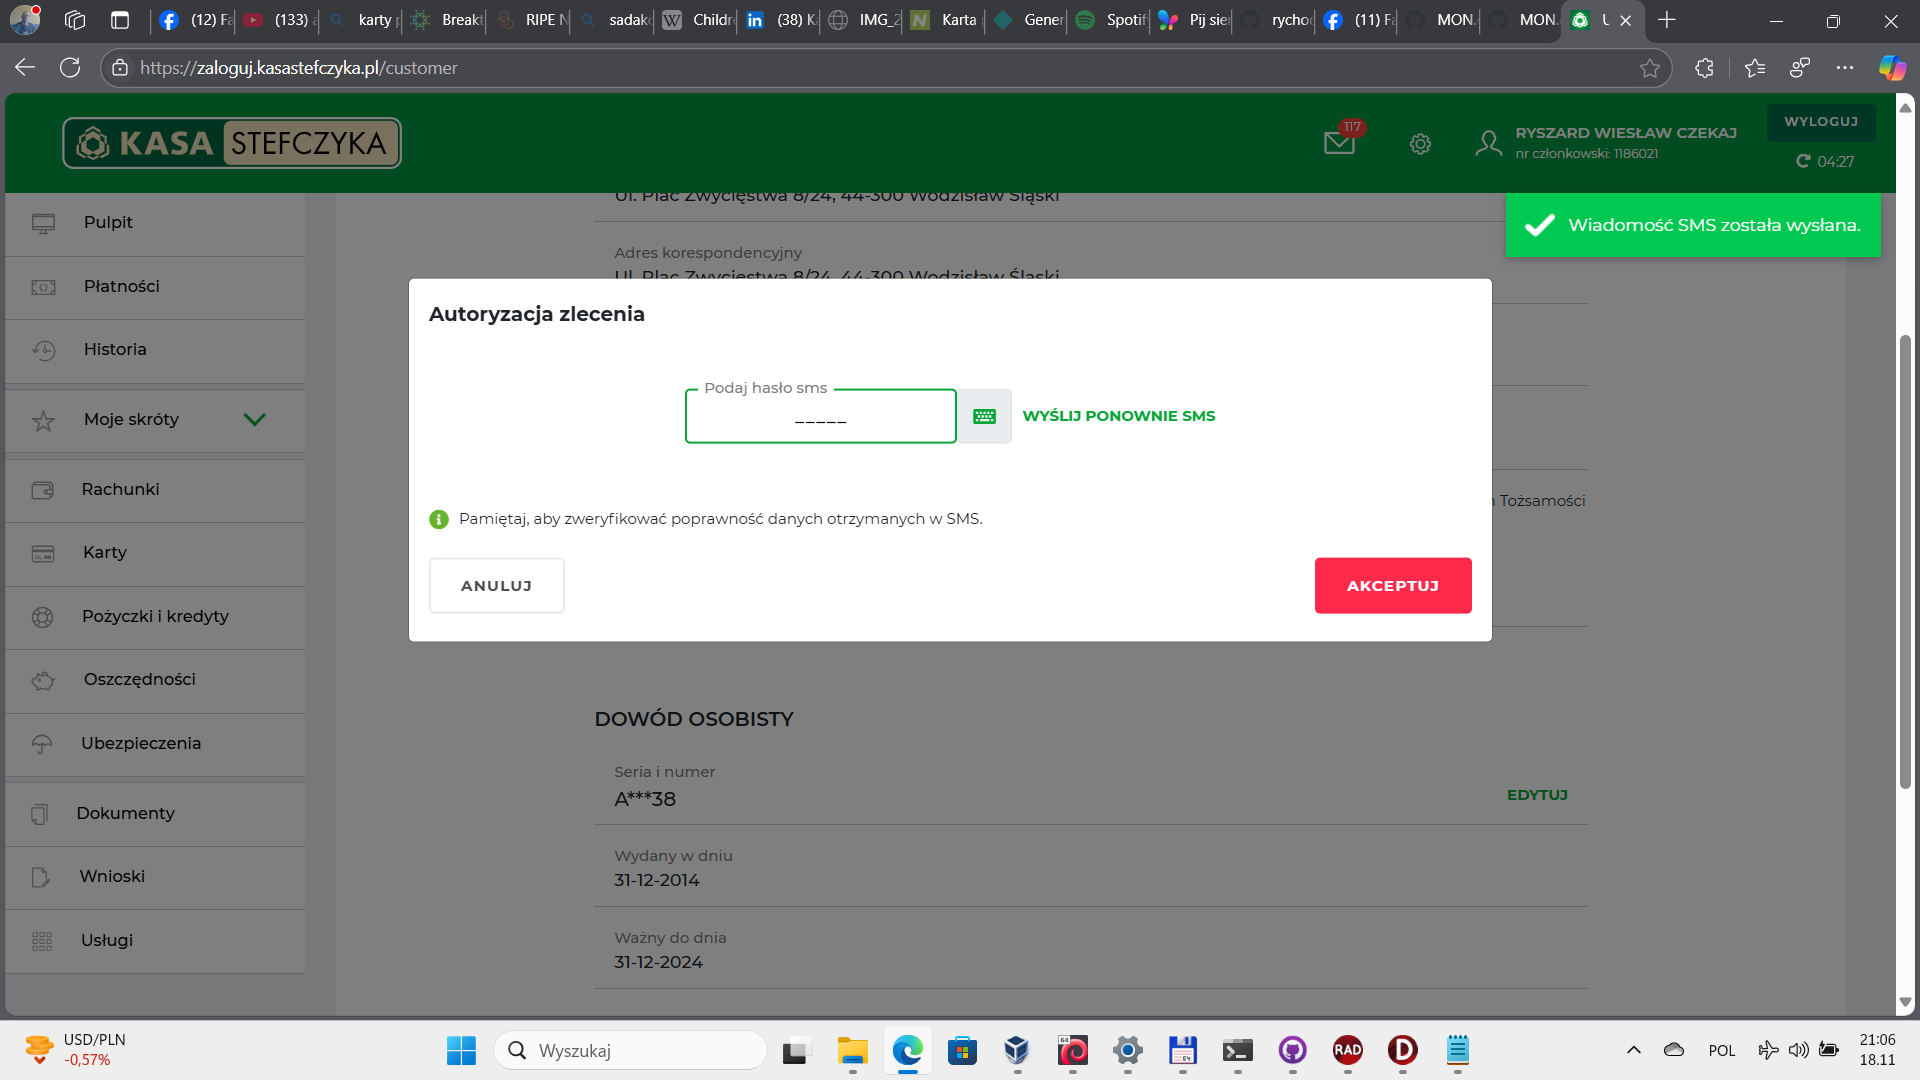 (12) Fa
(133) a
karty p
Breakt
RIPE N
sadako
Childre
(38) Ka
IMG_2
Karta
Gener
Spotif
Pij sie
rycho
(11) Fa
MON.
MON.
https://zaloguj.kasastefczyka.pl/customer
KASA STEFCZYKA
117
RYSZARD WIESŁAW CZEKAJ
nr członkowski: 1186021
WYLOGUJ
04:27
Wiadomość SMS została wysłana.
Pulpit
Płatności
Historia
Moje skróty
Rachunki
Karty
Pożyczki i kredyty
Oszczędności
Ubezpieczenia
Dokumenty
Wnioski
Usługi
Ul. Plac Zwycięstwa 8/24, 44-300 Wodzisław Śląski
Adres korespondencyjny
Ul. Plac Zwycięstwa 8/24, 44-300 Wodzisław Śląski
Autoryzacja zlecenia
Podaj hasło sms
_____
WYŚLIJ PONOWNIE SMS
Pamiętaj, aby zweryfikować poprawność danych otrzymanych w SMS.
ANULUJ
AKCEPTUJ
Tożsamości
DOWÓD OSOBISTY
Seria i numer
A***38
EDYTUJ
Wydany w dniu
31-12-2014
Ważny do dnia
31-12-2024
USD/PLN
-0,57%
Wyszukaj
64
64
RAD
D
POL
21:06
18.11